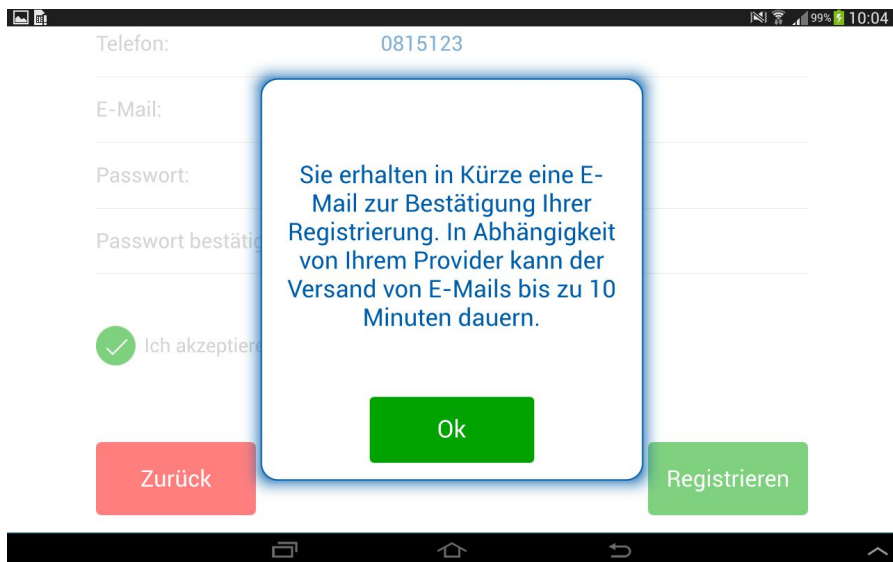 99% 10:04
Telefon: 0815123
E-Mail:
Passwort:
Passwort bestätig
Sie erhalten in Kürze eine E-
Mail zur Bestätigung Ihrer
Registrierung. In Abhängigkeit
von Ihrem Provider kann der
Versand von E-Mails bis zu 10
Minuten dauern.
Ich akzeptiere
Ok
Zurück
Registrieren